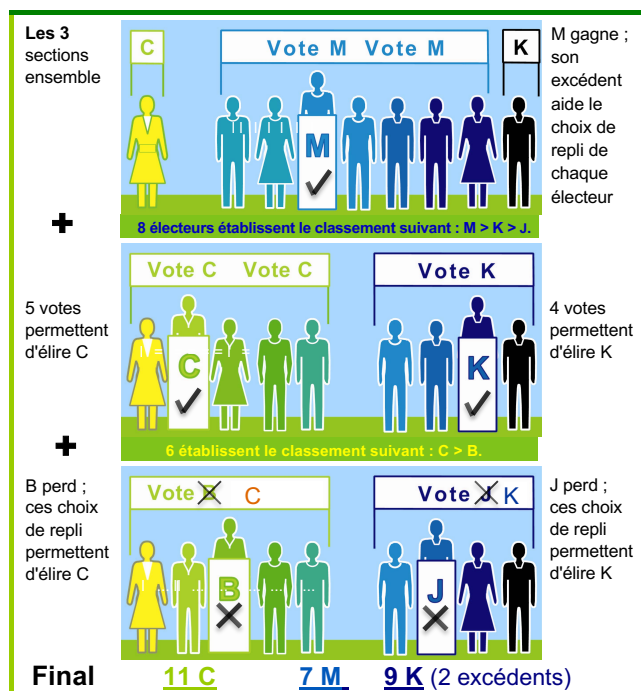 Les 3
sections
ensemble
C
Vote M Vote M
K
M gagne ;
son
excédent
aide le
choix de
repli de
chaque
électeur
M
+
8 électeurs établissent le classement suivant : M > K > J.
5 votes
permettent
d'élire C
Vote C Vote C
Vote K
4 votes
permettent
d'élire K
C
K
+
6 établissent le classement suivant : C > B.
B perd ;
ces choix
de repli
permettent
d'élire C
Vote B C
Vote J K
J perd ;
ces choix
de repli
permettent
d'élire K
B
J
Final 11 C 7 M 9 K (2 excédents)